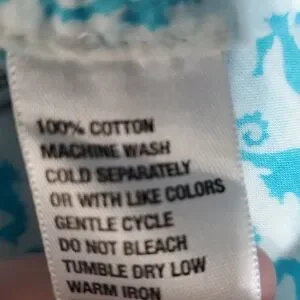 100% COTTON
MACHINE WASH
COLD SEPARATELY
OR WITH LIKE COLORS
GENTLE CYCLE
DO NOT BLEACH
TUMBLE DRY LOW
WARM IRON